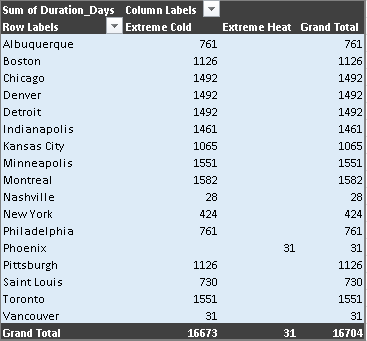 Sum of Duration_Days Column Labels
Row Labels Extreme Cold Extreme Heat Grand Total
Albuquerque 761 761
Boston 1126 1126
Chicago 1492 1492
Denver 1492 1492
Detroit 1492 1492
Indianapolis 1461 1461
Kansas City 1065 1065
Minneapolis 1551 1551
Montreal 1582 1582
Nashville 28 28
New York 424 424
Philadelphia 761 761
Phoenix 31 31
Pittsburgh 1126 1126
Saint Louis 730 730
Toronto 1551 1551
Vancouver 31 31
Grand Total 16673 31 16704